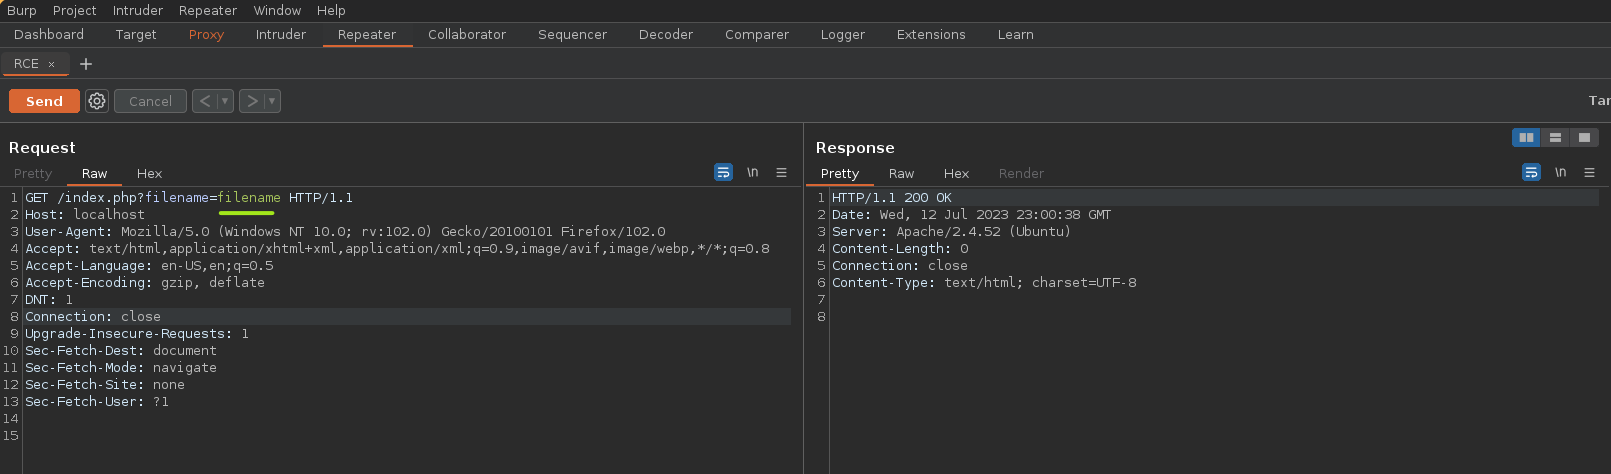 Burp Project Intruder Repeater Window Help
Dashboard Target Proxy Intruder Repeater Collaborator Sequencer Decoder Comparer Logger Extensions Learn
RCE × +
Send Cancel < >
Tar
Request
Pretty Raw Hex
\n
1 GET /index.php?filename=filename HTTP/1.1
2 Host: localhost
3 User-Agent: Mozilla/5.0 (Windows NT 10.0; rv:102.0) Gecko/20100101 Firefox/102.0
4 Accept: text/html,application/xhtml+xml,application/xml;q=0.9,image/avif,image/webp,*/*;q=0.8
5 Accept-Language: en-US,en;q=0.5
6 Accept-Encoding: gzip, deflate
7 DNT: 1
8 Connection: close
9 Upgrade-Insecure-Requests: 1
10 Sec-Fetch-Dest: document
11 Sec-Fetch-Mode: navigate
12 Sec-Fetch-Site: none
13 Sec-Fetch-User: ?1
14
15
Response
Pretty Raw Hex Render
\n
1 HTTP/1.1 200 OK
2 Date: Wed, 12 Jul 2023 23:00:38 GMT
3 Server: Apache/2.4.52 (Ubuntu)
4 Content-Length: 0
5 Connection: close
6 Content-Type: text/html; charset=UTF-8
7
8